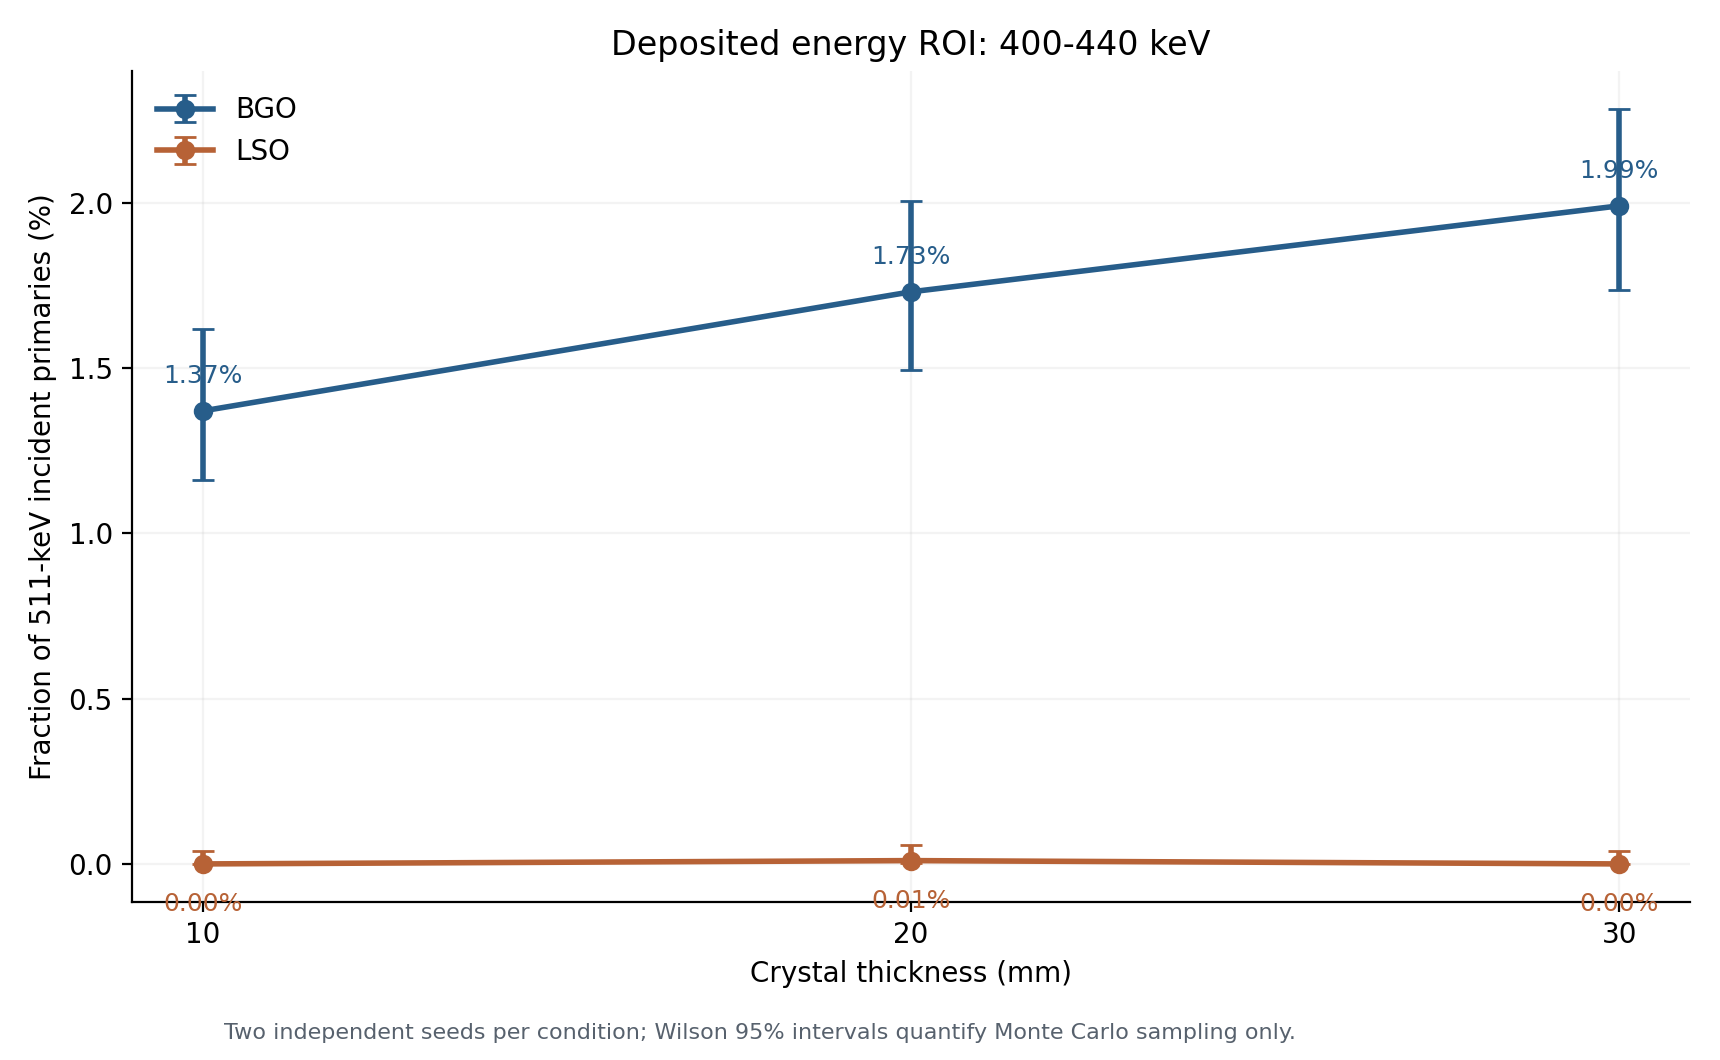 Deposited energy ROI: 400-440 keV
BGO
LSO
Fraction of 511-keV incident primaries (%)
2.0
1.5
1.0
0.5
0.0
1.37%
1.73%
1.99%
0.00%
0.01%
0.00%
10
20
30
Crystal thickness (mm)
Two independent seeds per condition; Wilson 95% intervals quantify Monte Carlo sampling only.